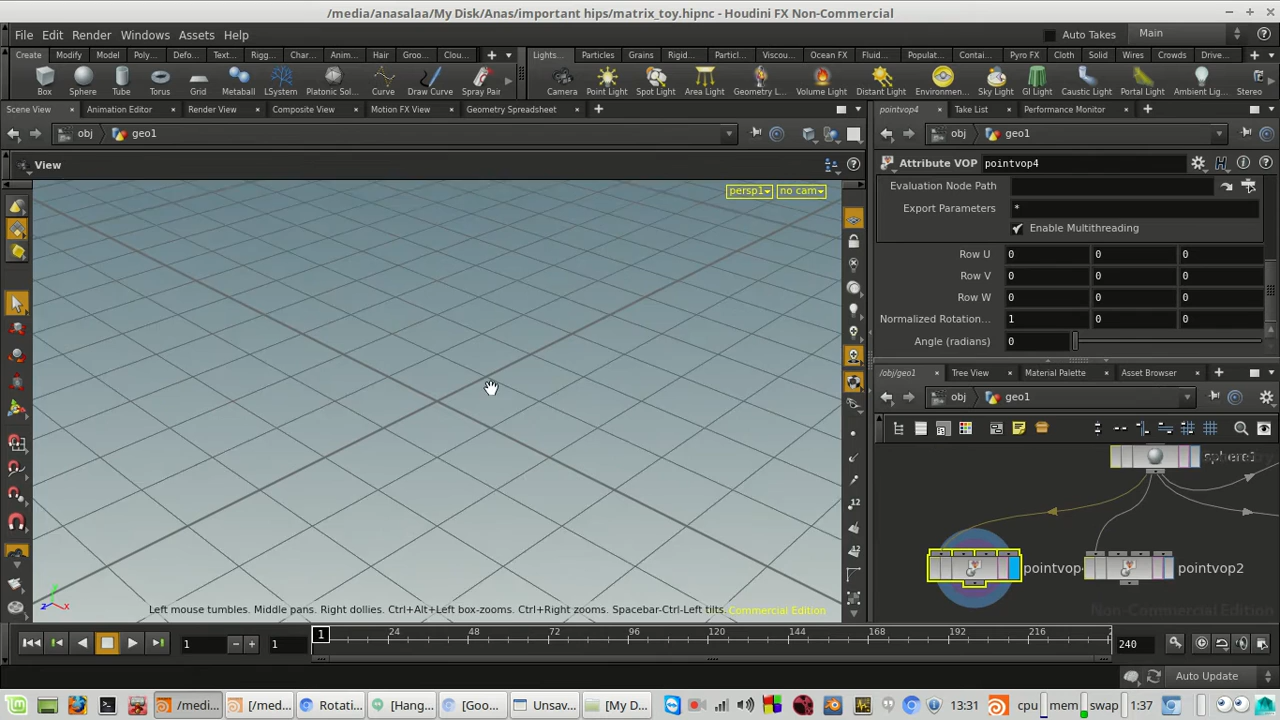 /media/anasalaa/My Disk/Anas/important hips/matrix_toy.hipnc - Houdini FX Non-Commercial
File Edit Render Windows Assets Help Auto Takes Main
Create Modify Model Poly... Defo... Text... Rigg... Char... Anim... Hair Groo... Clou... Lights... Particles Grains Rigid... Particl... Viscou... Ocean FX Fluid... Populat... Contai... Pyro FX Cloth Solid Wires Crowds Drive...
Box Sphere Tube Torus Grid Metaball LSystem Platonic Sol... Curve Draw Curve Spray Pair Camera Point Light Spot Light Area Light Geometry L... Volume Light Distant Light Environmen... Sky Light GI Light Caustic Light Portal Light Ambient Lig... Stereo
Scene View Animation Editor Render View Composite View Motion FX View Geometry Spreadsheet pointvop4 Take List Performance Monitor
obj geo1 obj geo1
View Attribute VOP pointvop4
persp1 no cam
Evaluation Node Path
Export Parameters *
Enable Multithreading
Row U 0 0 0
Row V 0 0 0
Row W 0 0 0
Normalized Rotation... 1 0 0
Angle (radians) 0
/obj/geo1 Tree View Material Palette Asset Browser
obj geo1
pointvop pointvop2
Left mouse tumbles. Middle pans. Right dollies. Ctrl+Alt+Left box-zooms. Ctrl+Right zooms. Spacebar-Ctrl-Left tilts.
Commercial Edition
Non-Commercial Edition
1 1 1 24 48 72 96 120 144 168 192 216 2 240
Auto Update
/medi... [/med... Rotati... [Hang... [Goo... Unsav... [My D... 13:31 cpu mem swap 1:37